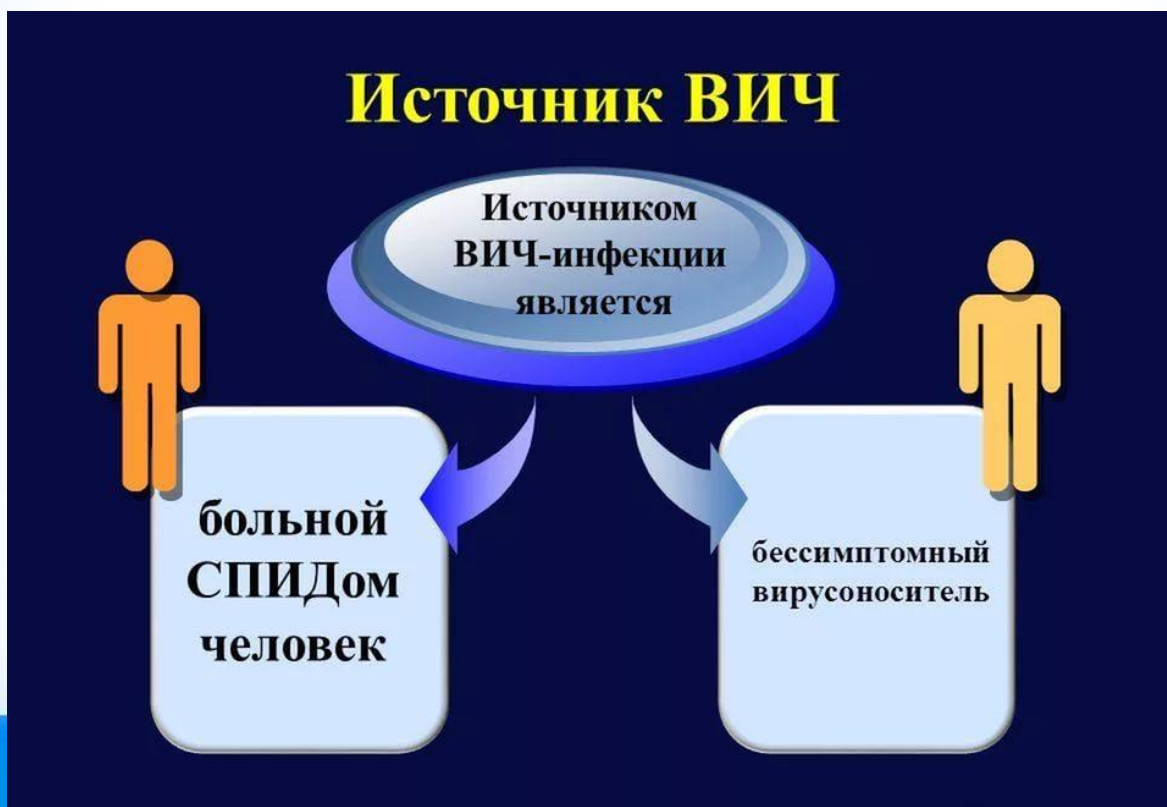 Источник ВИЧ
Источником
ВИЧ-инфекции
является
больной
СПИДом
человек
бессимптомный
вирусоноситель